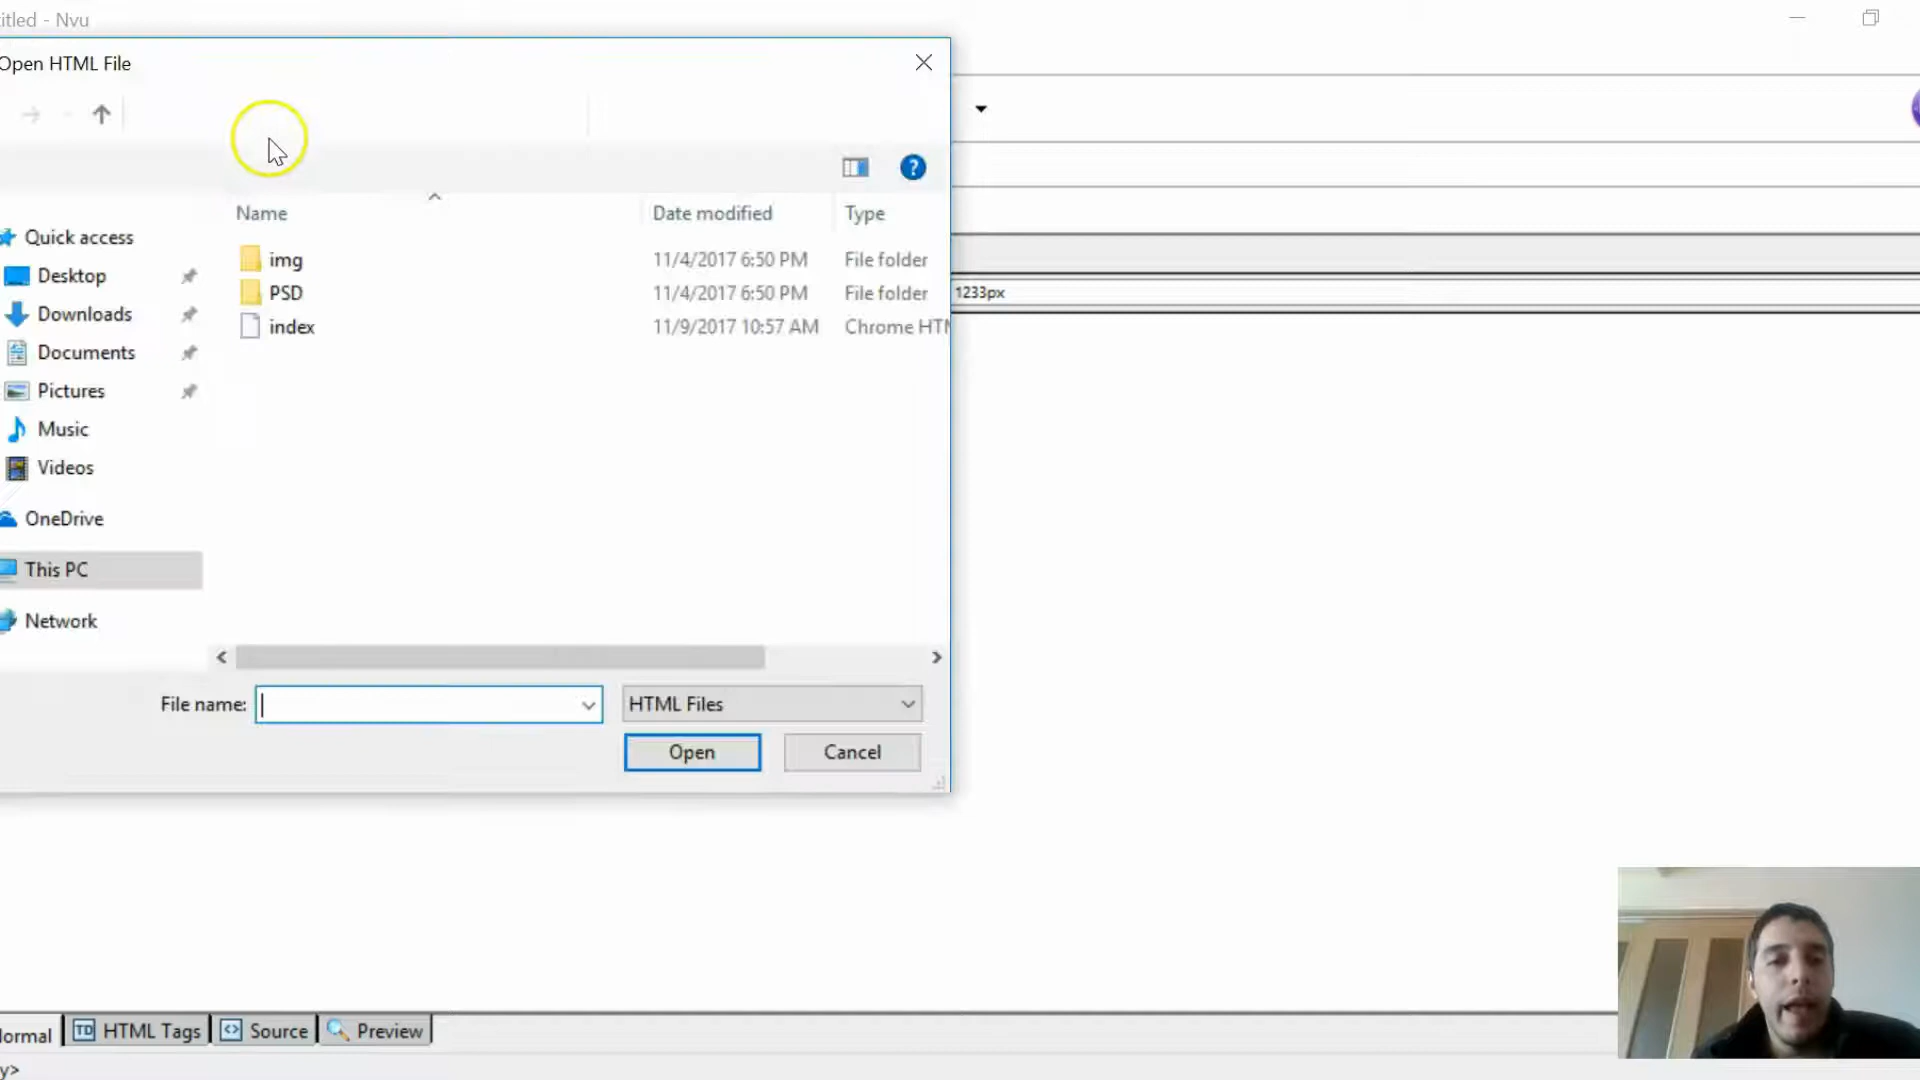 itled - Nvu
Open HTML File
Name
Date modified
Type
Quick access
img
11/4/2017 6:50 PM
File folder
Desktop
PSD
11/4/2017 6:50 PM
File folder
1233px
Downloads
index
11/9/2017 10:57 AM
Chrome HTM
Documents
Pictures
Music
Videos
OneDrive
This PC
Network
File name:
HTML Files
Open
Cancel
Normal
TD HTML Tags
Source
Preview
y>